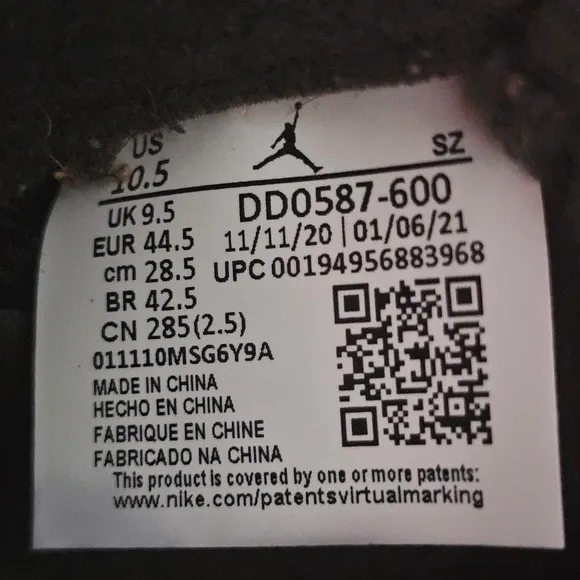 US
10.5
SZ
UK 9.5
DD0587-600
EUR 44.5
11/11/20 | 01/06/21
cm 28.5
UPC 00194956883968
BR 42.5
CN 285(2.5)
011110MSG6Y9A
MADE IN CHINA
HECHO EN CHINA
FABRIQUE EN CHINE
FABRICADO NA CHINA
This product is covered by one or more patents:
www.nike.com/patentsvirtualmarking